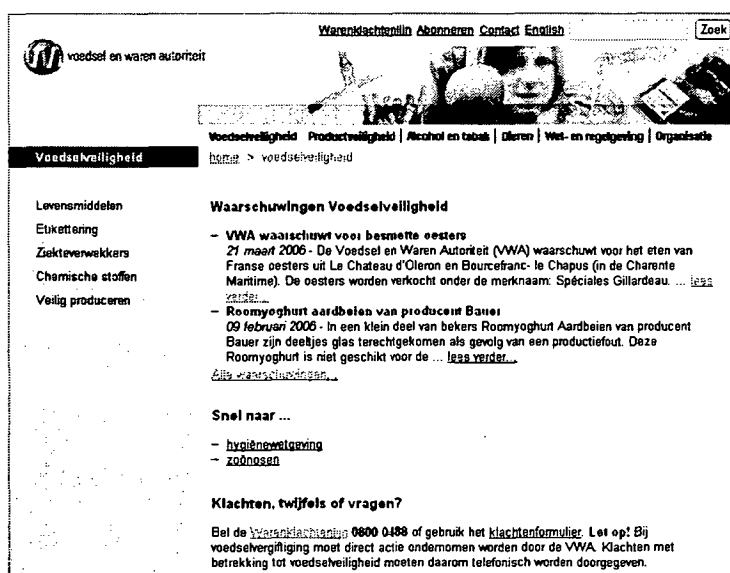 Warenklachtenlijn Abonneren Contact English Zoek
voedsel en waren autoriteit
Voedselveiligheid Productveiligheid | Alcohol en tabak | Dieren | Wet- en regelgeving | Organisatie
Voedselveiligheid
home > voedselveiligheid
Levensmiddelen
Etikettering
Ziekteverwekkers
Chemische stoffen
Veilig produceren
Waarschuwingen Voedselveiligheid
– VWA waarschuwt voor besmette oesters
21 maart 2006 - De Voedsel en Waren Autoriteit (VWA) waarschuwt voor het eten van
Franse oesters uit Le Chateau d'Oleron en Bourcefranc- le Chapus (in de Charente
Maritime). De oesters worden verkocht onder de merknaam: Spéciales Gillardeau. ... lees
verder...
– Roomyoghurt aardbeien van producent Bauer
09 februari 2006 - In een klein deel van bekers Roomyoghurt Aardbeien van producent
Bauer zijn deeltjes glas terechtgekomen als gevolg van een productiefout. Deze
Roomyoghurt is niet geschikt voor de ... lees verder...
Alle waarschuwingen...
Snel naar ...
– hygiënewetgeving
– zoönosen
Klachten, twijfels of vragen?
Bel de Warenklachtenlijn 0800 0488 of gebruik het klachtenformulier. Let op! Bij
voedselvergiftiging moet direct actie ondernomen worden door de VWA. Klachten met
betrekking tot voedselveiligheid moeten daarom telefonisch worden doorgegeven.